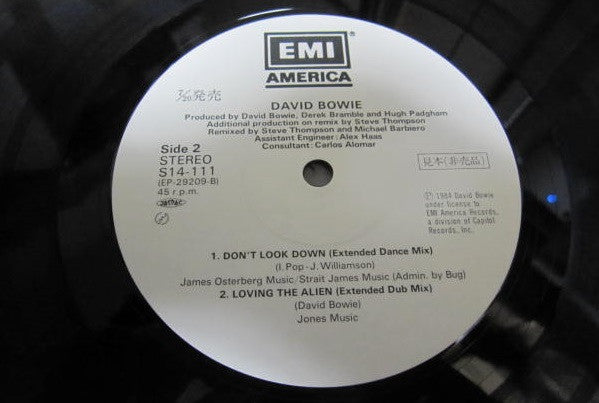 EMI
AMERICA
7/20発売
DAVID BOWIE
Produced by David Bowie, Derek Bramble and Hugh Padgham
Additional production on remix by Steve Thompson
Remixed by Steve Thompson and Michael Barbiero
Assistant Engineer: Alex Haas
Consultant: Carlos Alomar
Side 2
STEREO
S14-111
(EP-29209-B)
45 r.p.m.
JASRAC
見本(非売品)
Ⓟ 1984 David Bowie
under license to
EMI America Records,
a division of Capitol
Records, Inc.
1. DON'T LOOK DOWN (Extended Dance Mix)
(I. Pop-J. Williamson)
James Osterberg Music/Strait James Music (Admin. by Bug)
2. LOVING THE ALIEN (Extended Dub Mix)
(David Bowie)
Jones Music